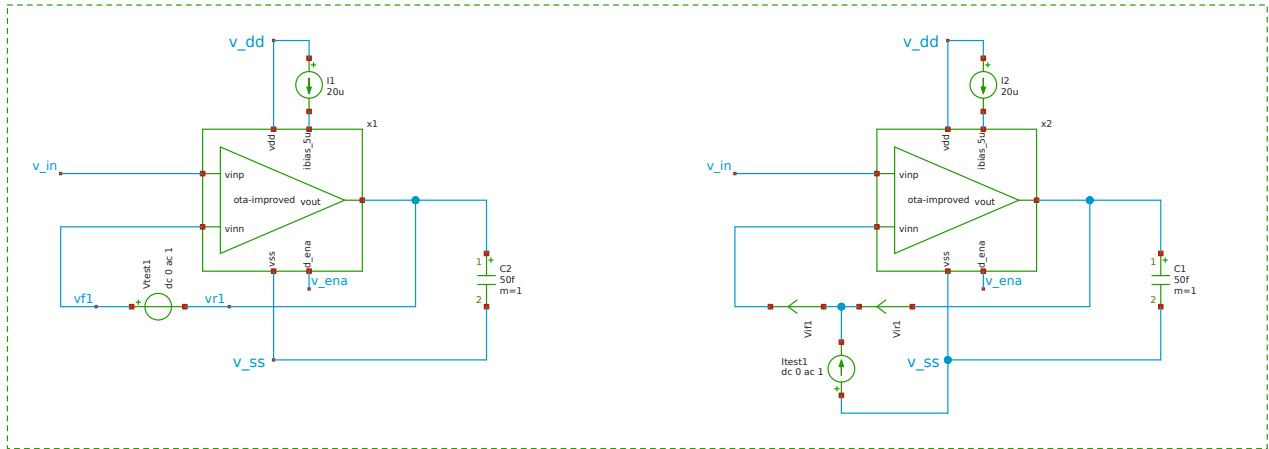 v_dd
+
I1
20u
x1
vdd
ibias_5u
v_in
vinp
ota-improved
vout
vinn
vss
d_ena
v_ena
Vtest1
dc 0 ac 1
vf1
+
vr1
1
+
C2
50f
m=1
2
v_ss
v_dd
+
I2
20u
x2
vdd
ibias_5u
v_in
vinp
ota-improved
vout
vinn
vss
d_ena
v_ena
1
+
C1
50f
m=1
2
Vif1
Vir1
Itest1
dc 0 ac 1
+
v_ss